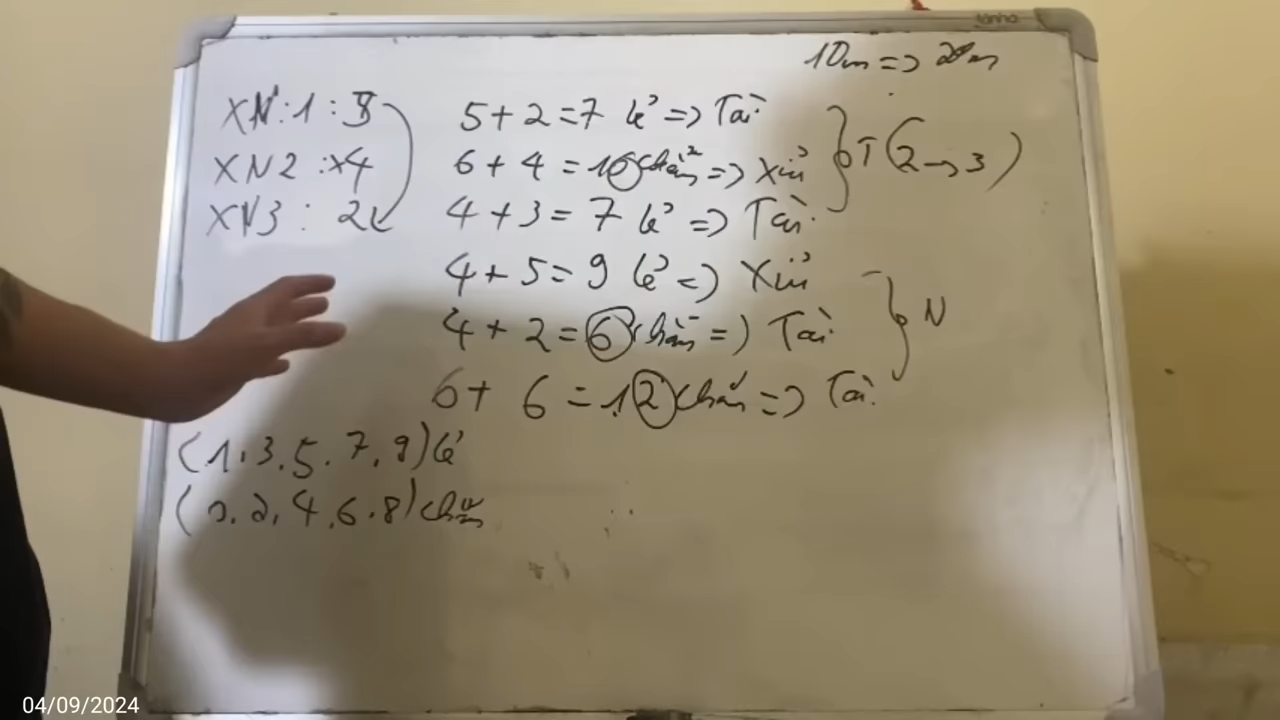 10m => 20m
XN:1:5
5+2=7 lẻ => Tài
XN2:x4
6+4=10 chẵn => Xỉu
T(2→3)
XN3: 2
4+3=7 lẻ => Tài
4+5=9 lẻ => Xỉu
4+2=6 chẵn => Tài
N
6+6=12 chẵn => Tài
(1.3.5.7.9) lẻ
(0.2.4.6.8) chẵn
04/09/2024